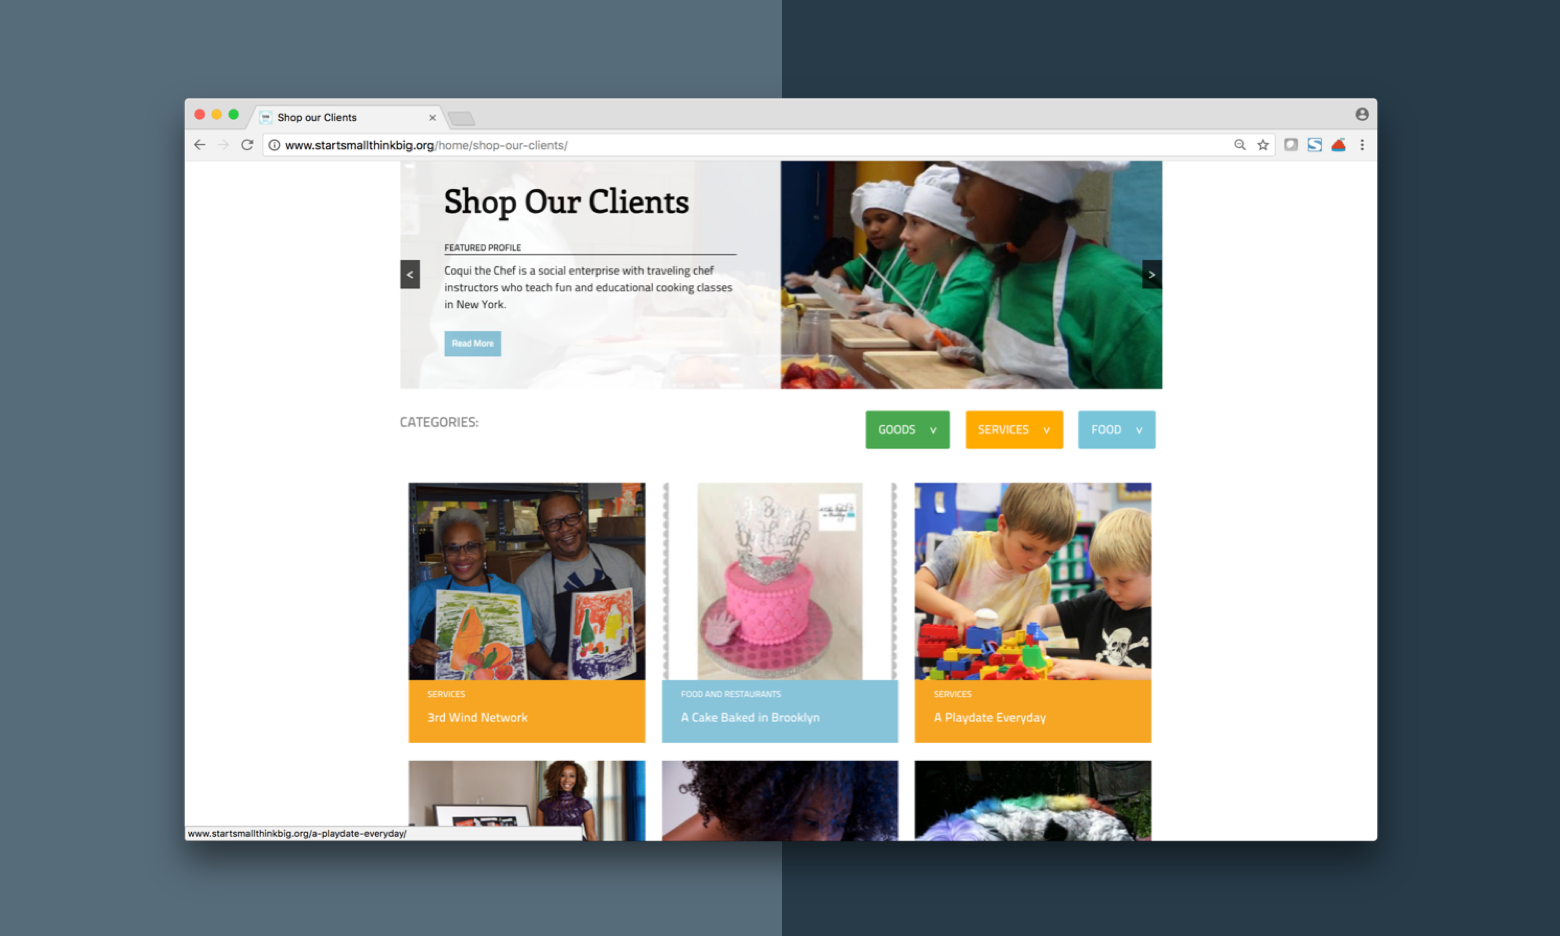 Shop our Clients
www.startsmallthinkbig.org/home/shop-our-clients/
Shop Our Clients
FEATURED PROFILE
Coqui the Chef is a social enterprise with traveling chef
instructors who teach fun and educational cooking classes
in New York.
<
>
Read More
CATEGORIES:
GOODS v
SERVICES v
FOOD v
SERVICES
3rd Wind Network
FOOD AND RESTAURANTS
A Cake Baked in Brooklyn
SERVICES
A Playdate Everyday
www.startsmallthinkbig.org/a-playdate-everyday/